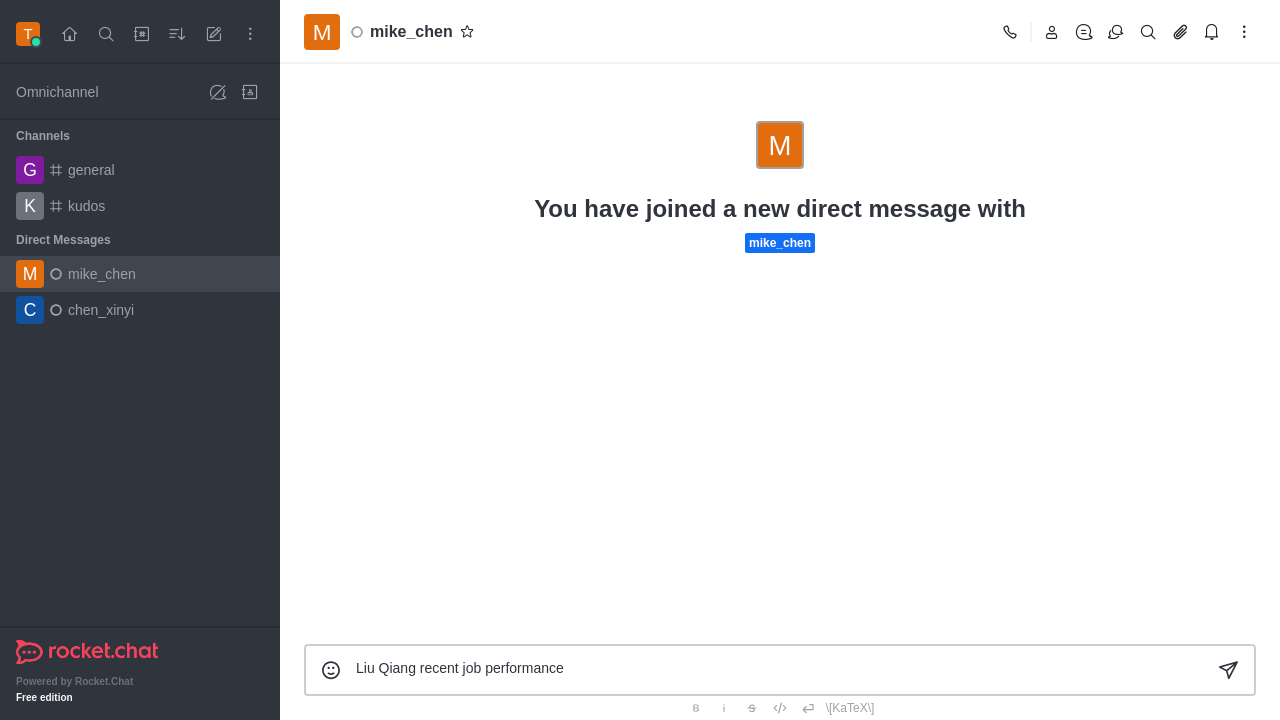 T
Omnichannel
Channels
G general
K kudos
Direct Messages
M mike_chen
C chen_xinyi
rocket.chat
Powered by Rocket.Chat
Free edition
M mike_chen
M
You have joined a new direct message with
mike_chen
Liu Qiang recent job performance
B i S \[KaTeX\]